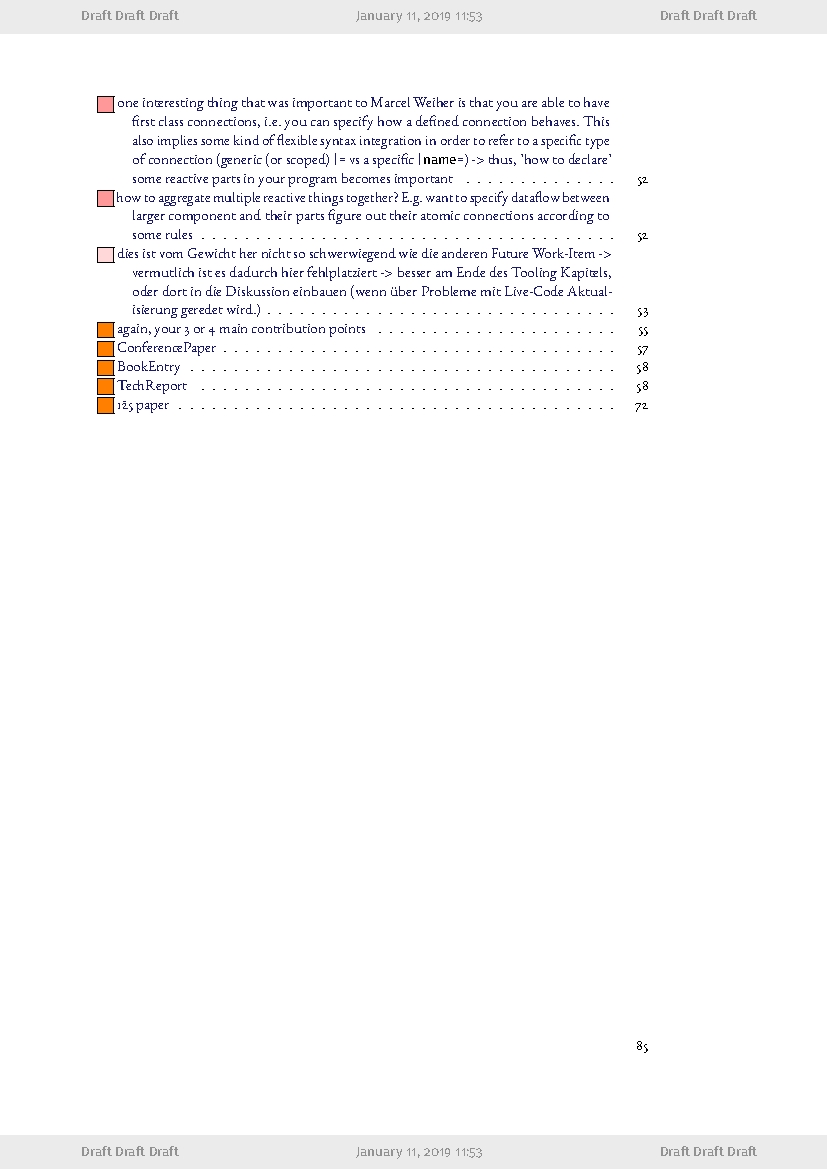 Draft Draft Draft January 11, 2019 11:53 Draft Draft Draft
one interesting thing that was important to Marcel Weiher is that you are able to have
first class connections, i.e. you can specify how a defined connection behaves. This
also implies some kind of flexible syntax integration in order to refer to a specific type
of connection (generic (or scoped) |= vs a specific |name=) -> thus, 'how to declare'
some reactive parts in your program becomes important . . . . . . . . . . . . . . 52
how to aggregate multiple reactive things together? E.g. want to specify dataflow between
larger component and their parts figure out their atomic connections according to
some rules . . . . . . . . . . . . . . . . . . . . . . . . . . . . . . . . . . . . . . 52
dies ist vom Gewicht her nicht so schwerwiegend wie die anderen Future Work-Item ->
vermutlich ist es dadurch hier fehlplatziert -> besser am Ende des Tooling Kapitels,
oder dort in die Diskussion einbauen (wenn über Probleme mit Live-Code Aktual-
isierung geredet wird.) . . . . . . . . . . . . . . . . . . . . . . . . . . . . . . . . 53
again, your 3 or 4 main contribution points . . . . . . . . . . . . . . . . . . . . . . 55
ConferencePaper . . . . . . . . . . . . . . . . . . . . . . . . . . . . . . . . . . . . 57
BookEntry . . . . . . . . . . . . . . . . . . . . . . . . . . . . . . . . . . . . . . . 58
TechReport . . . . . . . . . . . . . . . . . . . . . . . . . . . . . . . . . . . . . . 58
125 paper . . . . . . . . . . . . . . . . . . . . . . . . . . . . . . . . . . . . . . . . 72
85
Draft Draft Draft January 11, 2019 11:53 Draft Draft Draft